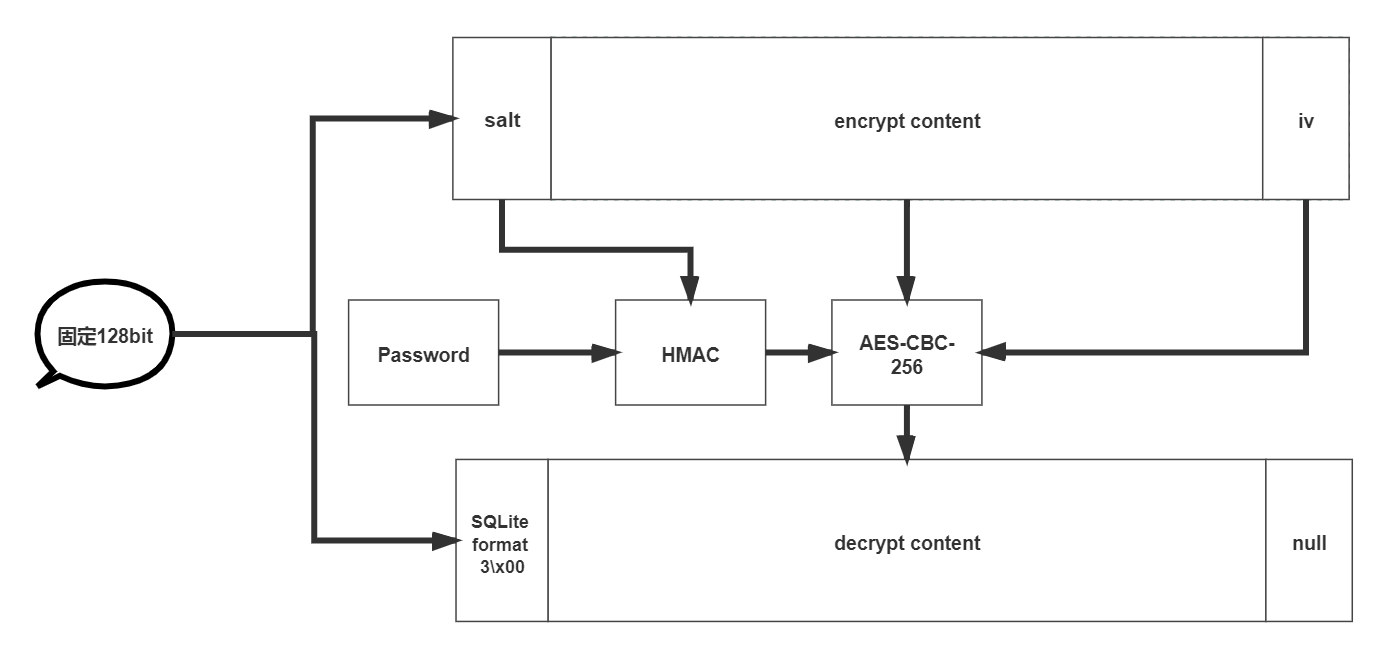 salt
encrypt content
iv
固定128bit
Password
HMAC
AES-CBC-
256
SQLite
format
3\x00
decrypt content
null